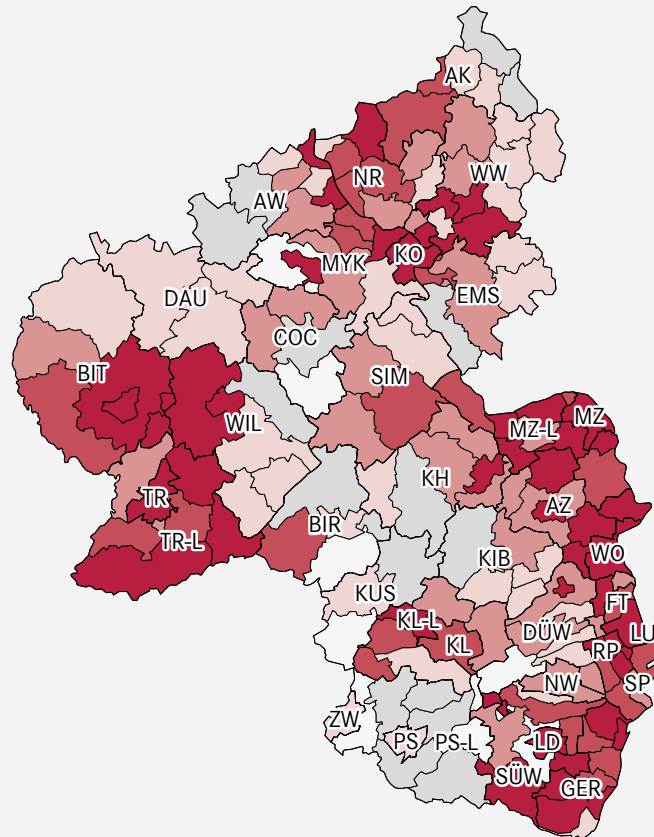 AK
WW
NR
AW
KO
MYK
EMS
DAU
COC
BIT
SIM
WIL
MZ-L
MZ
KH
TR
AZ
BIR
TR-L
KIB
WO
KUS
FT
KL-L
KL
DÜW
LU
RP
NW
SP
ZW
PS
PS-L
LD
SÜW
GER